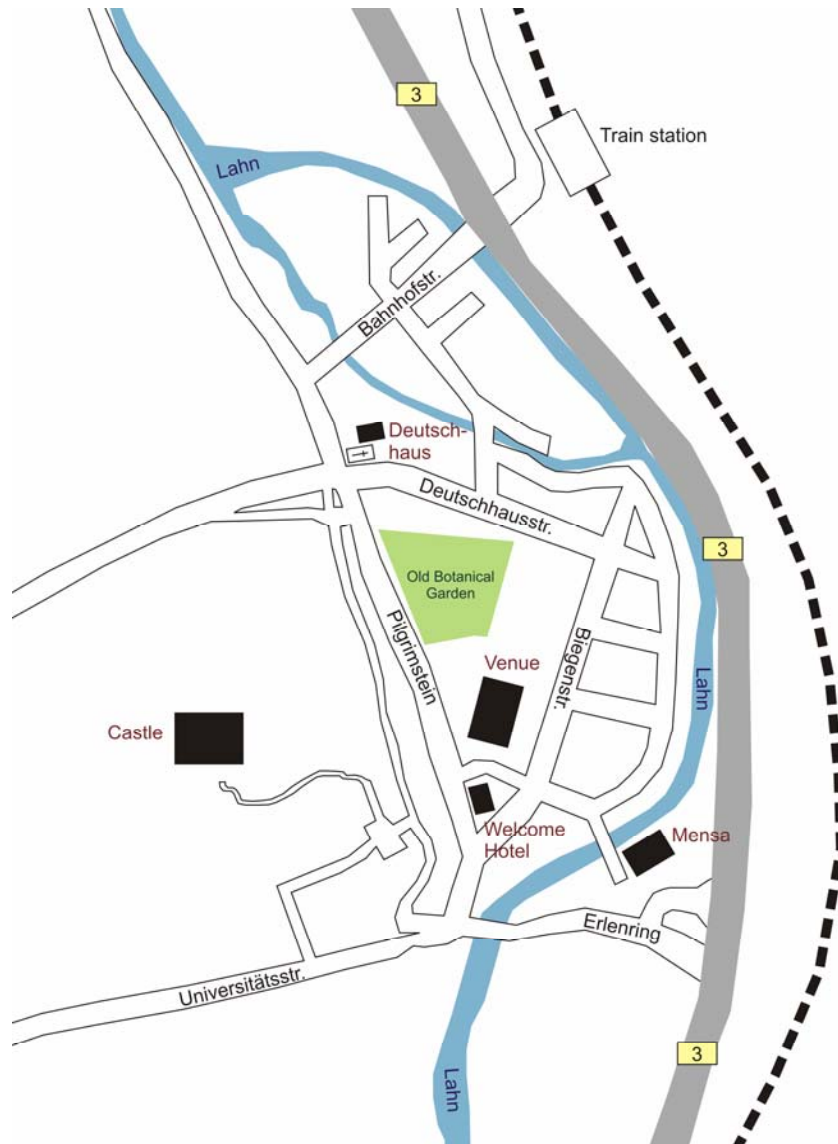 3
Train station
Lahn
Bahnhofstr.
Deutsch-
haus
Deutschhausstr.
3
Old Botanical
Garden
Pilgrimstein
Biegenstr.
Venue
Lahn
Castle
Welcome
Hotel
Mensa
Erlenring
Universitätsstr.
3
Lahn